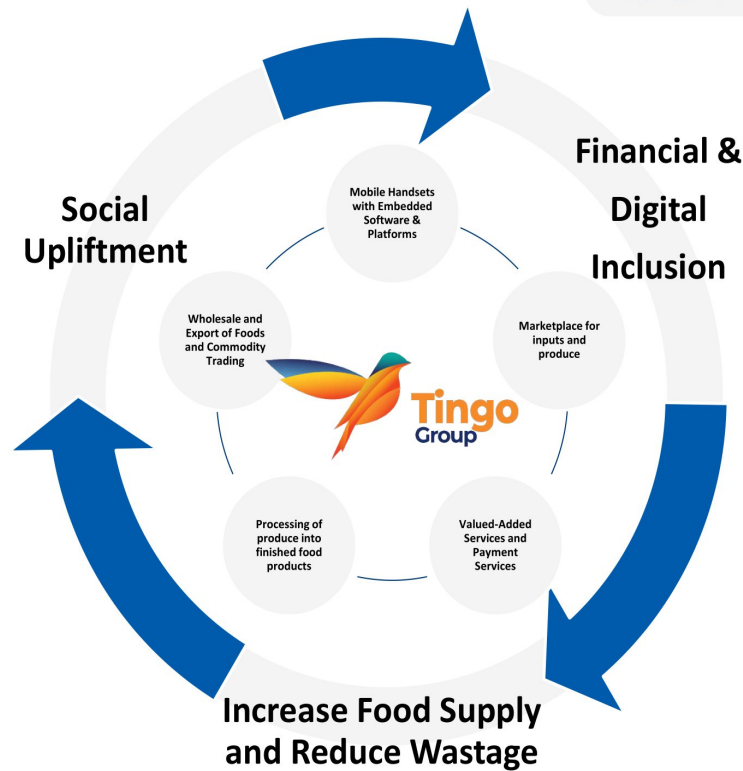 Financial &
Digital
Inclusion
Social
Upliftment
Mobile Handsets
with Embedded
Software &
Platforms
Wholesale and
Export of Foods
and Commodity
Trading
Marketplace for
inputs and
produce
Tingo
Group
Processing of
produce into
finished food
products
Valued-Added
Services and
Payment
Services
Increase Food Supply
and Reduce Wastage